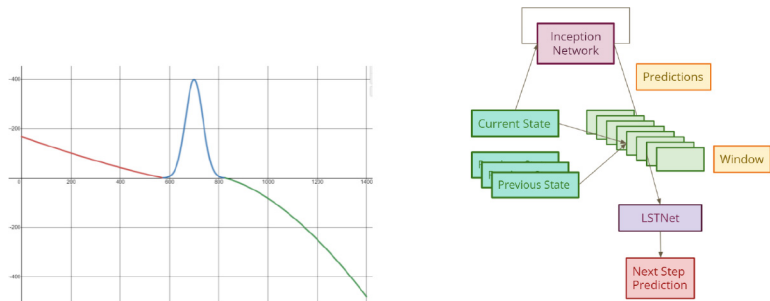 400
200
0
200
400
600
800
1000
1200
1400
-200
-400
Inception
Network
Predictions
Current State
Window
Previous State
LSTNet
Next Step
Prediction